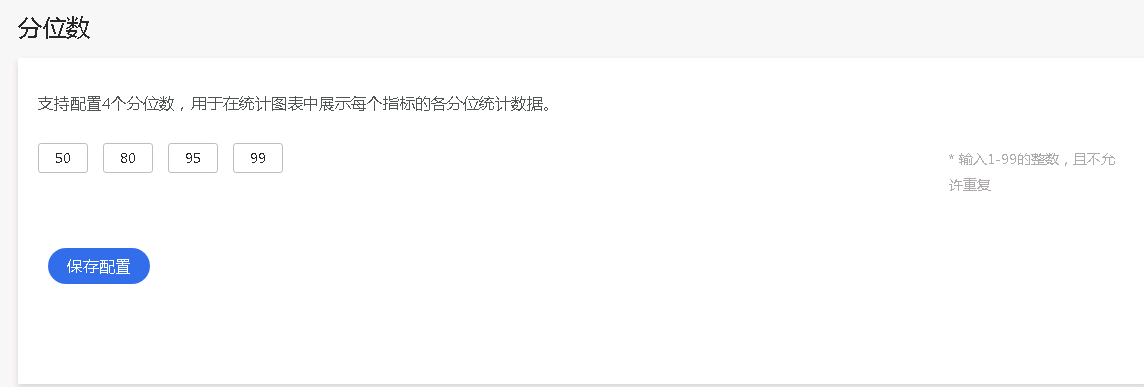 分位数
支持配置4个分位数，用于在统计图表中展示每个指标的各分位统计数据。
50 80 95 99
* 输入1-99的整数，且不允
许重复
保存配置